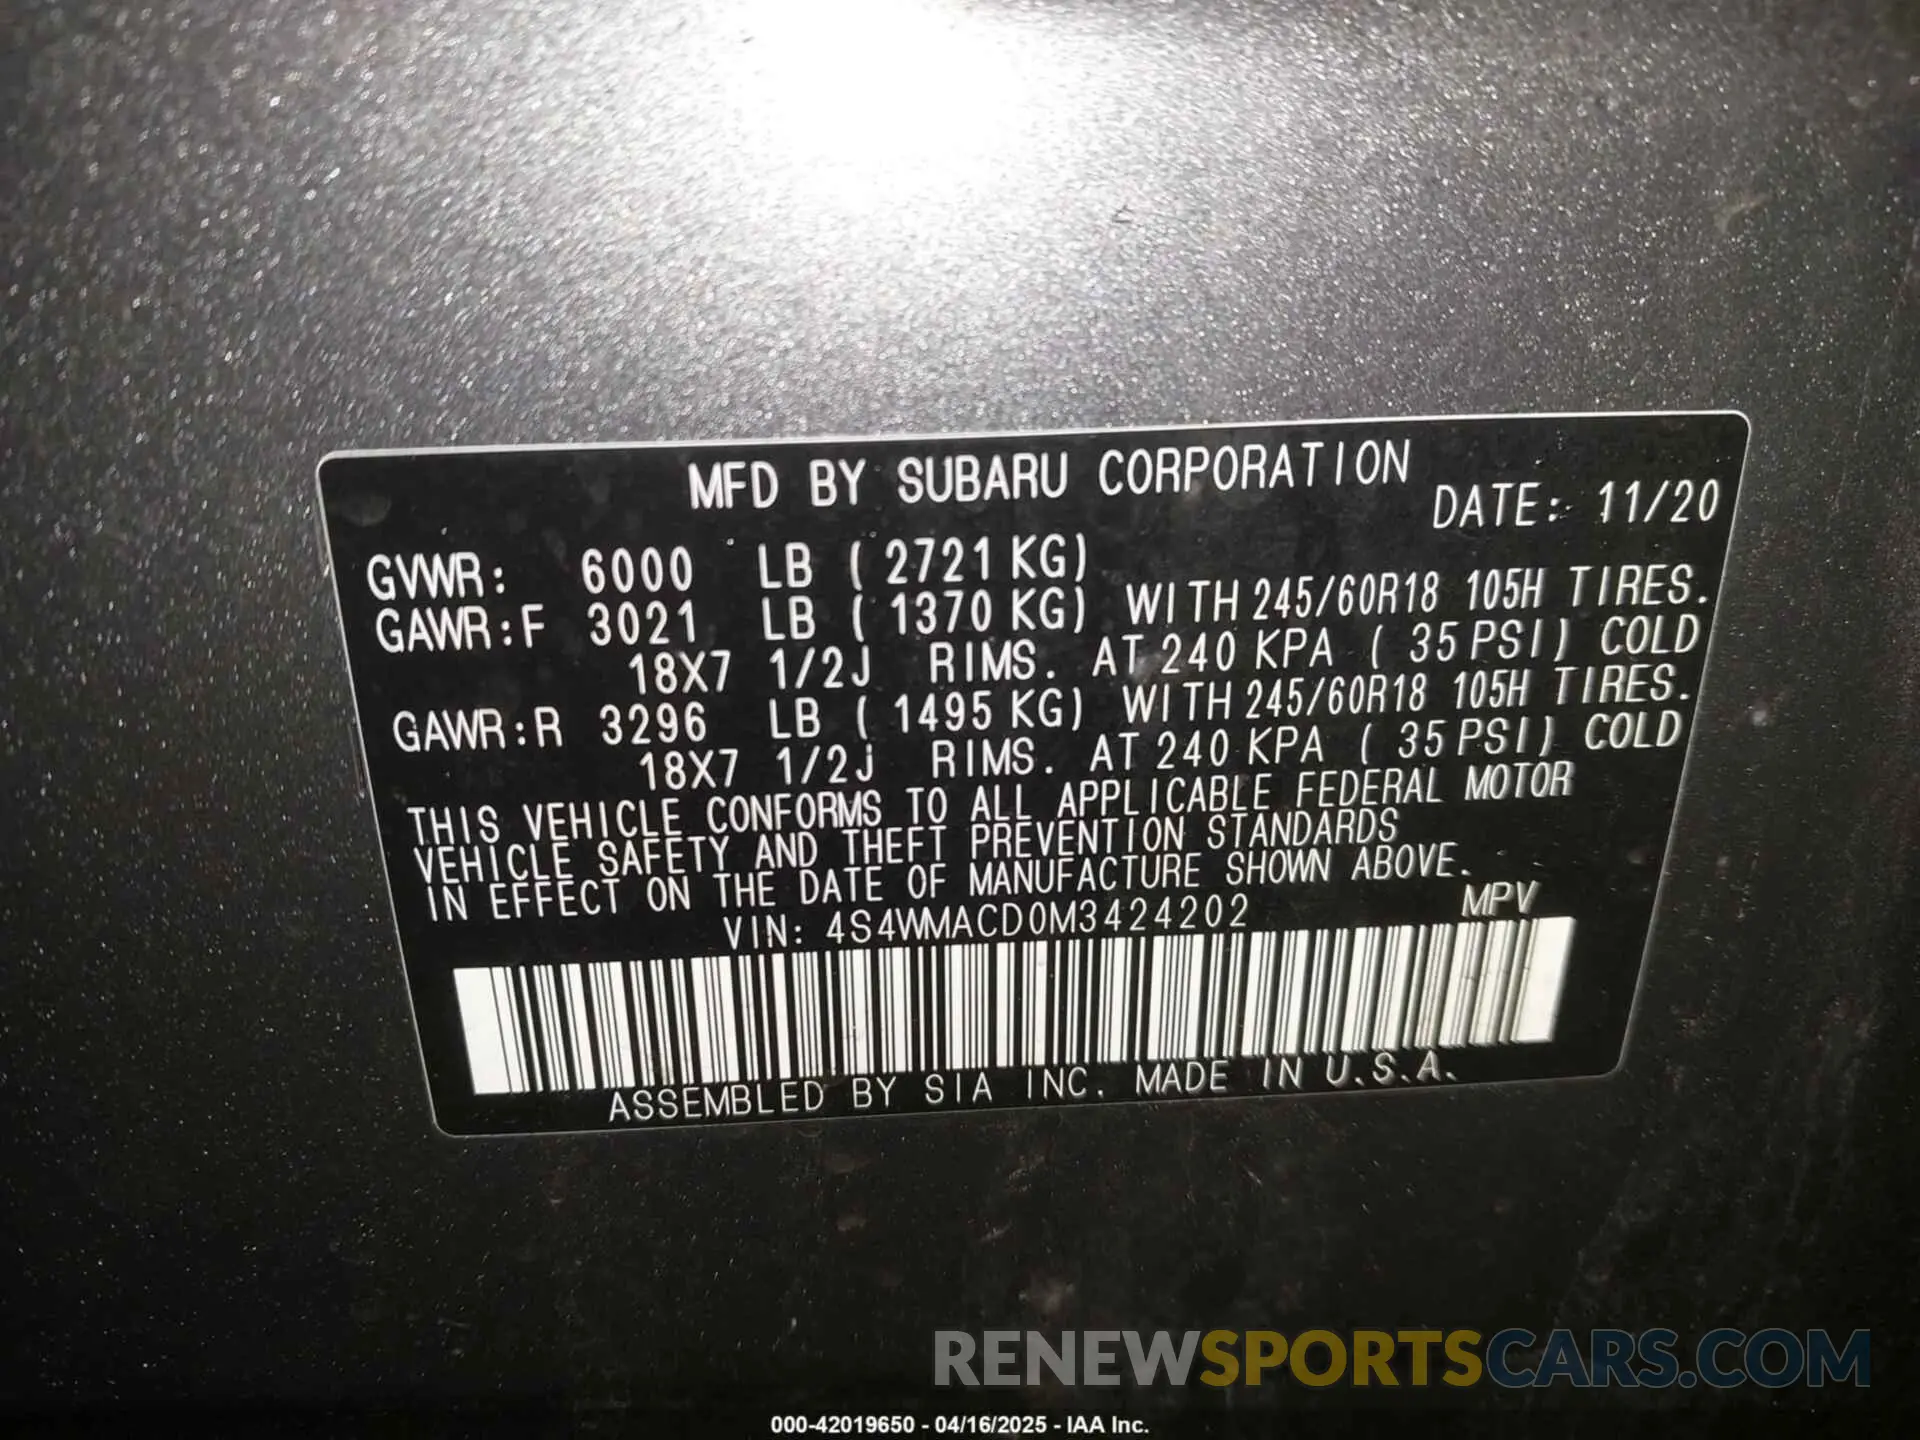 MFD BY SUBARU CORPORATION
DATE: 11/20
GVWR: 6000 LB ( 2721 KG)
GAWR:F 3021 LB ( 1370 KG) WITH 245/60R18 105H TIRES.
18X7 1/2J RIMS. AT 240 KPA ( 35 PSI) COLD
GAWR:R 3296 LB ( 1495 KG) WITH 245/60R18 105H TIRES.
18X7 1/2J RIMS. AT 240 KPA ( 35 PSI) COLD
THIS VEHICLE CONFORMS TO ALL APPLICABLE FEDERAL MOTOR
VEHICLE SAFETY AND THEFT PREVENTION STANDARDS
IN EFFECT ON THE DATE OF MANUFACTURE SHOWN ABOVE.
VIN: 4S4WMACD0M3424202 MPV
ASSEMBLED BY SIA INC. MADE IN U.S.A.
RENEWSPORTSCARS.COM
000-42019650 - 04/16/2025 - IAA Inc.